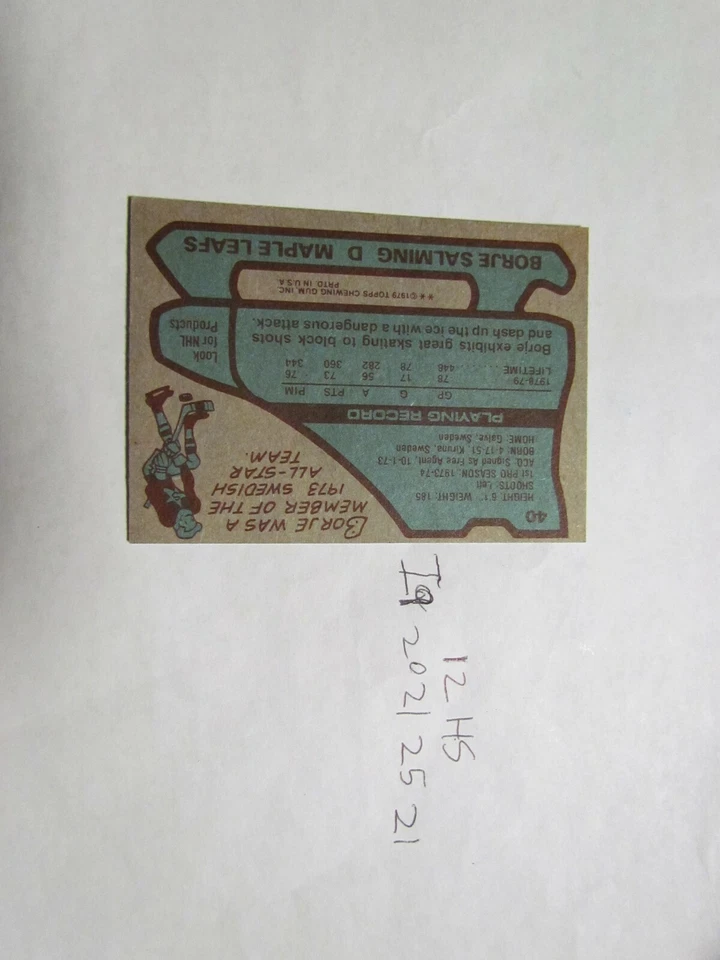 40
HEIGHT: 6'1" WEIGHT: 185
SHOOTS: Left
1st PRO SEASON: 1973-74
ACQ: Signed As Free Agent, 10-1-73
BORN: 4-17-51, Kiruna, Sweden
HOME: Galve, Sweden
PLAYING RECORD
GP G A PTS PIM
1978-79 78 17 56 73 76
LIFETIME.... 446 78 282 360 344
Borje exhibits great skating to block shots
and dash up the ice with a dangerous attack.
* * © 1979 TOPPS CHEWING GUM, INC.
PRTD. IN U.S.A.
BORJE SALMING D MAPLE LEAFS
BORJE WAS A
MEMBER OF THE
1973 SWEDISH
ALL-STAR
TEAM.
Look
for NHL
Products
12 HS
2021 25 21